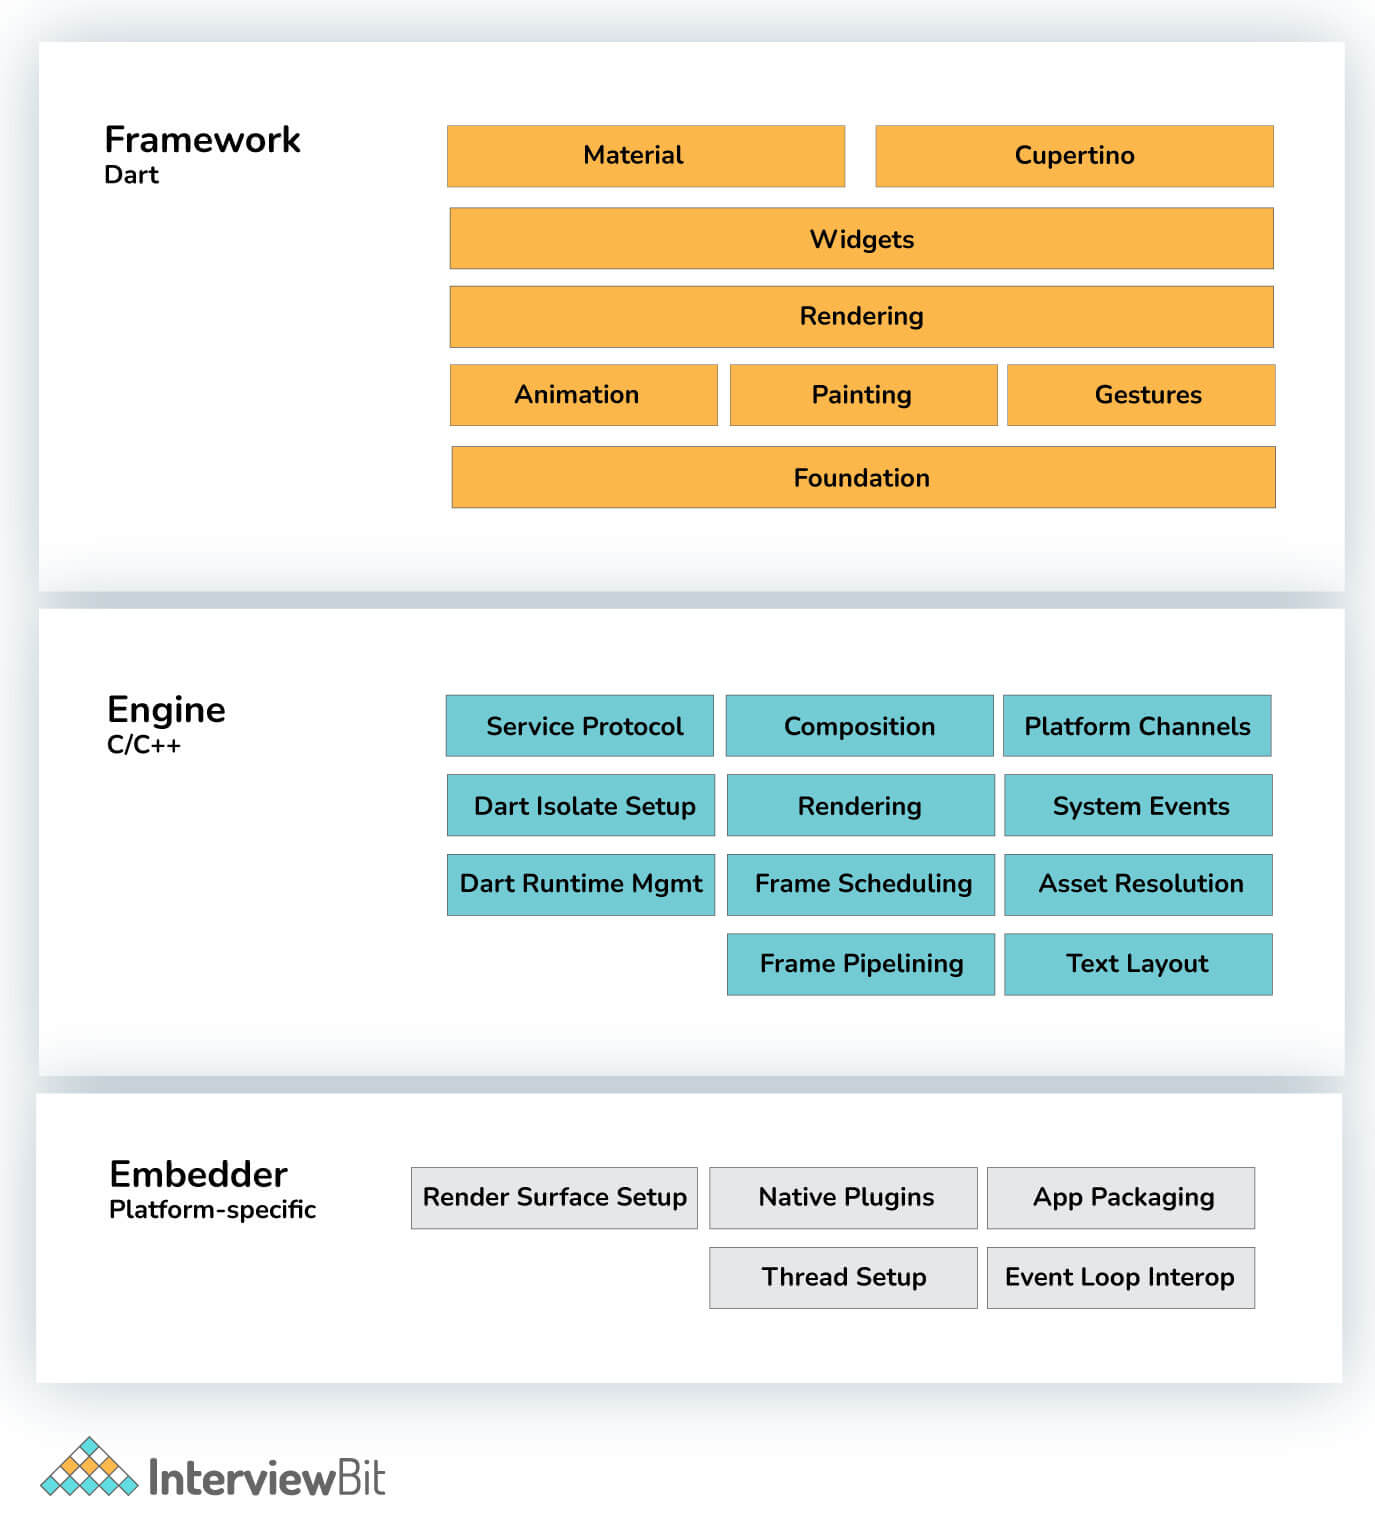 Framework
Dart
Material
Cupertino
Widgets
Rendering
Animation
Painting
Gestures
Foundation
Engine
C/C++
Service Protocol
Composition
Platform Channels
Dart Isolate Setup
Rendering
System Events
Dart Runtime Mgmt
Frame Scheduling
Asset Resolution
Frame Pipelining
Text Layout
Embedder
Platform-specific
Render Surface Setup
Native Plugins
App Packaging
Thread Setup
Event Loop Interop
InterviewBit